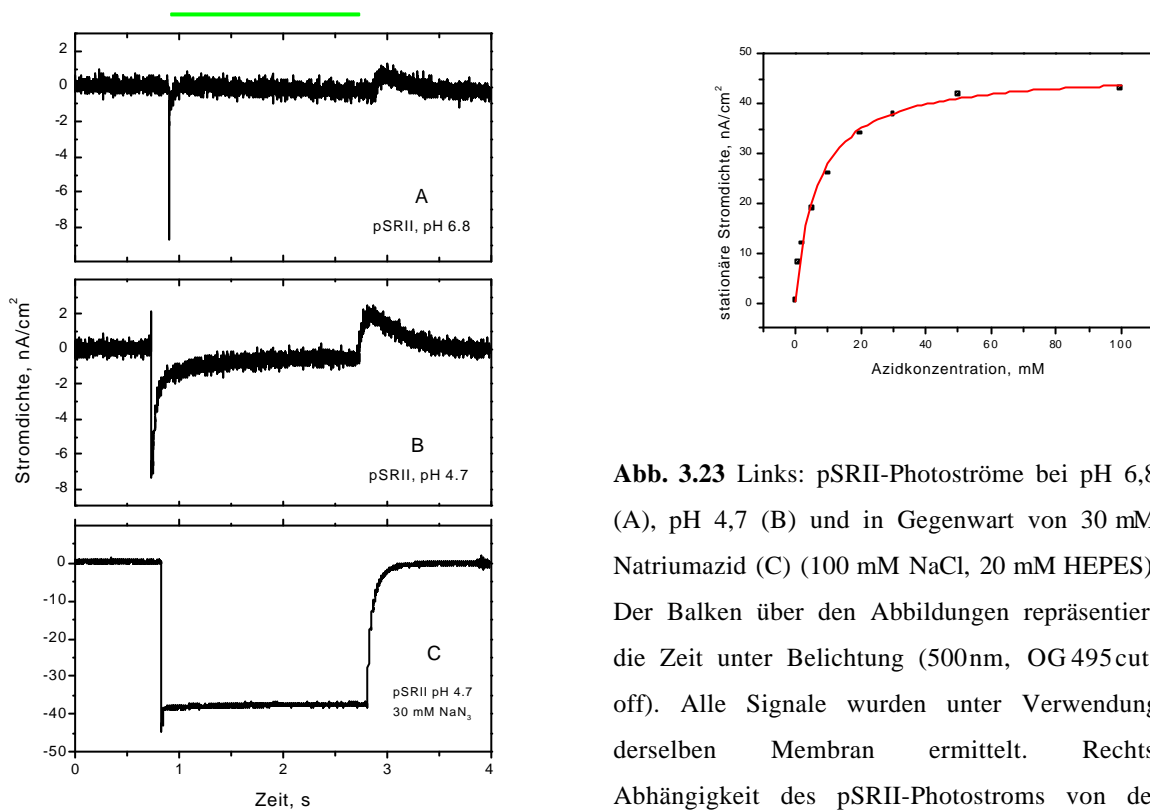 2
0
-2
-4
-6
-8
A
pSRII, pH 6.8
2
0
-2
-4
-6
-8
B
pSRII, pH 4.7
Stromdichte, nA/cm²
0
-10
-20
-30
-40
-50
C
pSRII pH 4.7
30 mM NaN₃
0 1 2 3 4
Zeit, s
50
40
30
20
10
0
stationäre Stromdichte, nA/cm²
0 20 40 60 80 100
Azidkonzentration, mM
Abb. 3.23 Links: pSRII-Photoströme bei pH 6,8
(A), pH 4,7 (B) und in Gegenwart von 30 mM
Natriumazid (C) (100 mM NaCl, 20 mM HEPES)
Der Balken über den Abbildungen repräsentier
die Zeit unter Belichtung (500nm, OG 495 cut
off). Alle Signale wurden unter Verwendung
derselben Membran ermittelt. Rechts
Abhängigkeit des pSRII-Photostroms von de